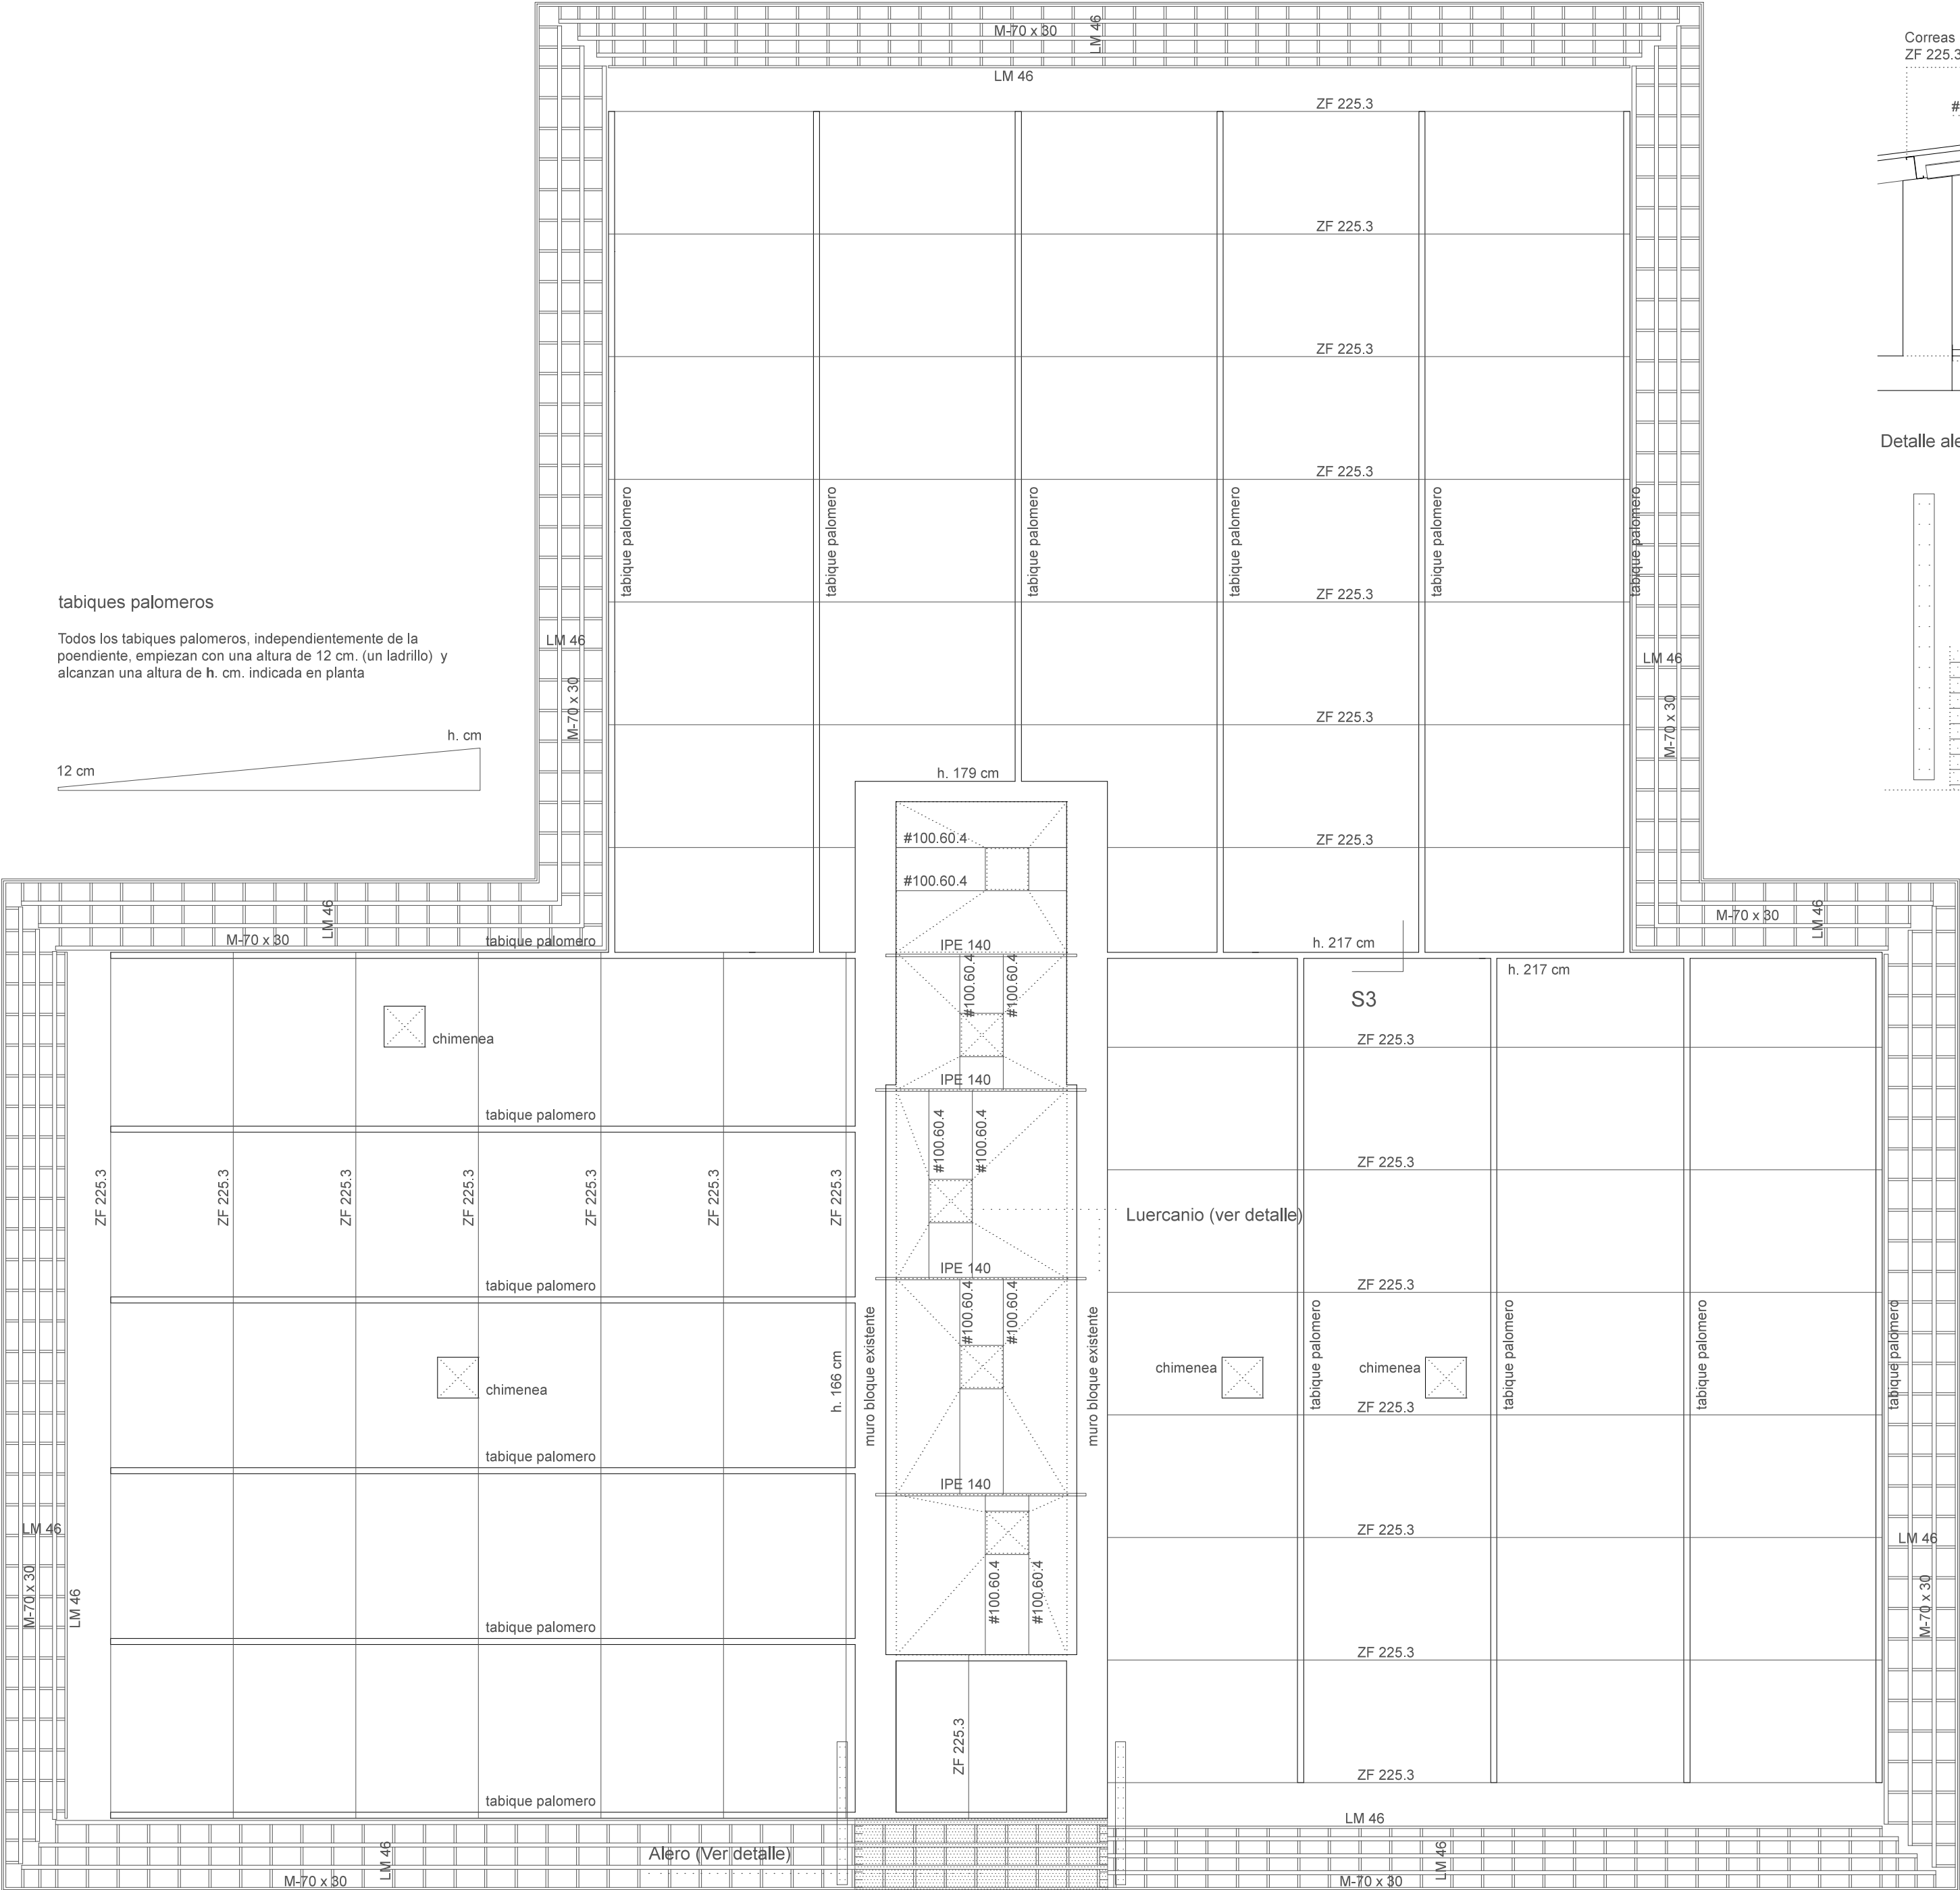 M-70 x 30
LM 46
LM 46
Correas
ZF 225.3
#
ZF 225.3
ZF 225.3
ZF 225.3
Detalle ale
ZF 225.3
tabique palomero
tabique palomero
tabique palomero
tabique palomero
tabique palomero
tabique palomero
ZF 225.3
tabiques palomeros
Todos los tabiques palomeros, independientemente de la
poendiente, empiezan con una altura de 12 cm. (un ladrillo) y
alcanzan una altura de h. cm. indicada en planta
h. cm
12 cm
LM 46
M-70 x 30
LM 46
M-70 x 30
ZF 225.3
h. 179 cm
#100.60.4
#100.60.4
ZF 225.3
LM 46
M-70 x 30
tabique palomero
IPE 140
h. 217 cm
M-70 x 30
LM 46
#100.60.4
#100.60.4
h. 217 cm
S3
chimenea
ZF 225.3
IPE 140
tabique palomero
#100.60.4
#100.60.4
ZF 225.3
ZF 225.3
ZF 225.3
ZF 225.3
ZF 225.3
ZF 225.3
ZF 225.3
ZF 225.3
Luercanio (ver detalle)
IPE 140
tabique palomero
ZF 225.3
#100.60.4
#100.60.4
h. 166 cm
muro bloque existente
muro bloque existente
chimenea
chimenea
chimenea
tabique palomero
tabique palomero
tabique palomero
tabique palomero
ZF 225.3
tabique palomero
IPE 140
LM 46
M-70 x 30
LM 46
ZF 225.3
LM 46
M-70 x 30
#100.60.4
#100.60.4
tabique palomero
ZF 225.3
ZF 225.3
ZF 225.3
tabique palomero
LM 46
Alero (Ver detalle)
LM 46
M-70 x 30
LM 46
M-70 x 30